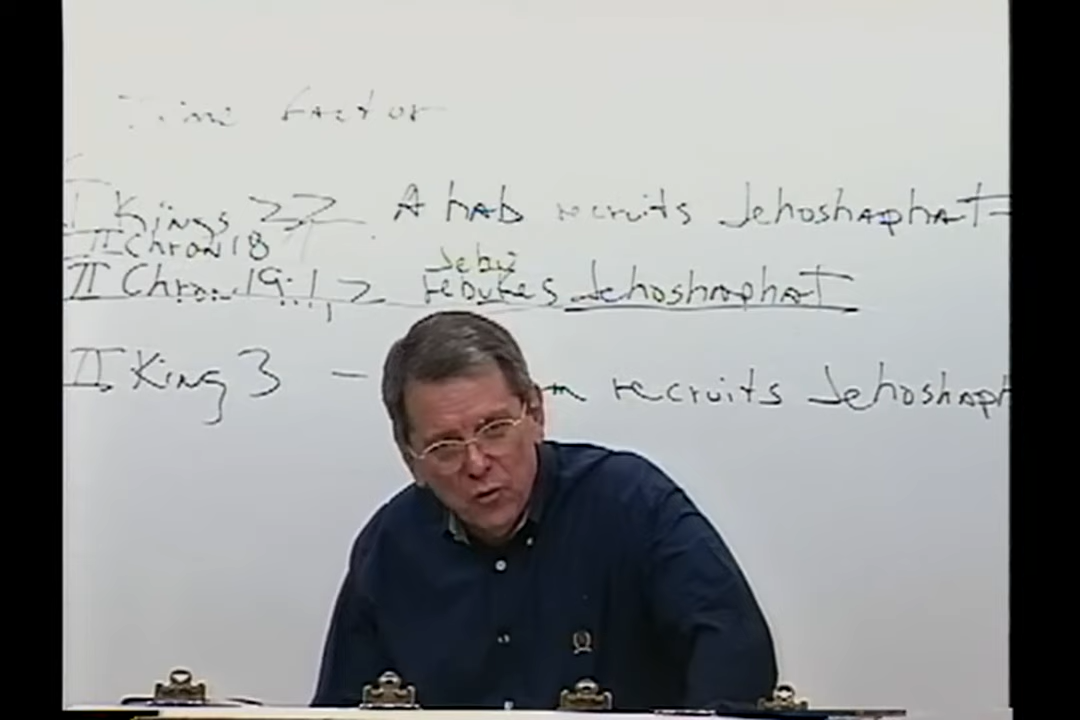 Time Factor
I Kings 22 Ahab recruits Jehoshaphat -
II Chron 18
Jehu
II Chron. 19:1,2 rebukes Jehoshaphat
II King 3 - m recruits Jehoshaph